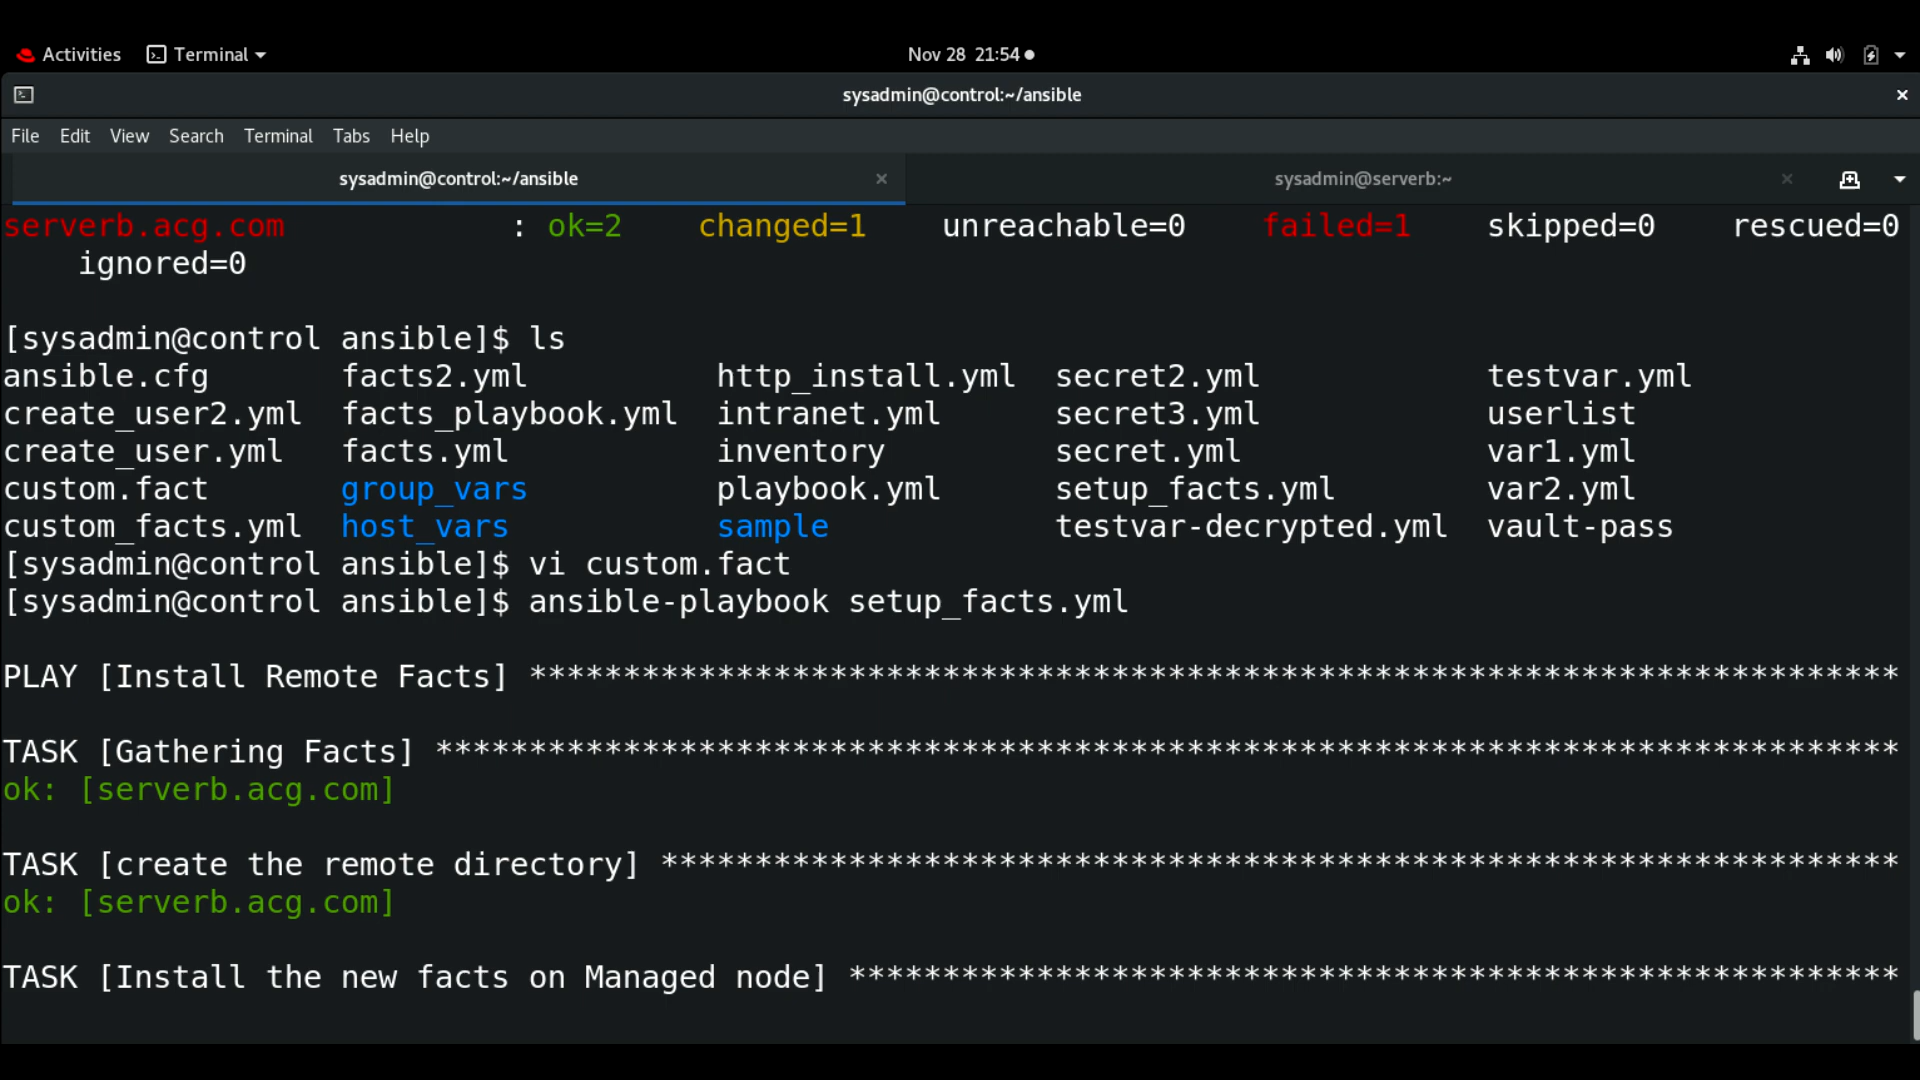 Activities Terminal Nov 28 21:54
sysadmin@control:~/ansible
File Edit View Search Terminal Tabs Help
sysadmin@control:~/ansible sysadmin@serverb:~
serverb.acg.com : ok=2 changed=1 unreachable=0 failed=1 skipped=0 rescued=0
ignored=0
[sysadmin@control ansible]$ ls
ansible.cfg facts2.yml http_install.yml secret2.yml testvar.yml
create_user2.yml facts_playbook.yml intranet.yml secret3.yml userlist
create_user.yml facts.yml inventory secret.yml var1.yml
custom.fact group_vars playbook.yml setup_facts.yml var2.yml
custom_facts.yml host_vars sample testvar-decrypted.yml vault-pass
[sysadmin@control ansible]$ vi custom.fact
[sysadmin@control ansible]$ ansible-playbook setup_facts.yml
PLAY [Install Remote Facts] *************************************************************************
TASK [Gathering Facts] ******************************************************************************
ok: [serverb.acg.com]
TASK [create the remote directory] ******************************************************************
ok: [serverb.acg.com]
TASK [Install the new facts on Managed node] ********************************************************